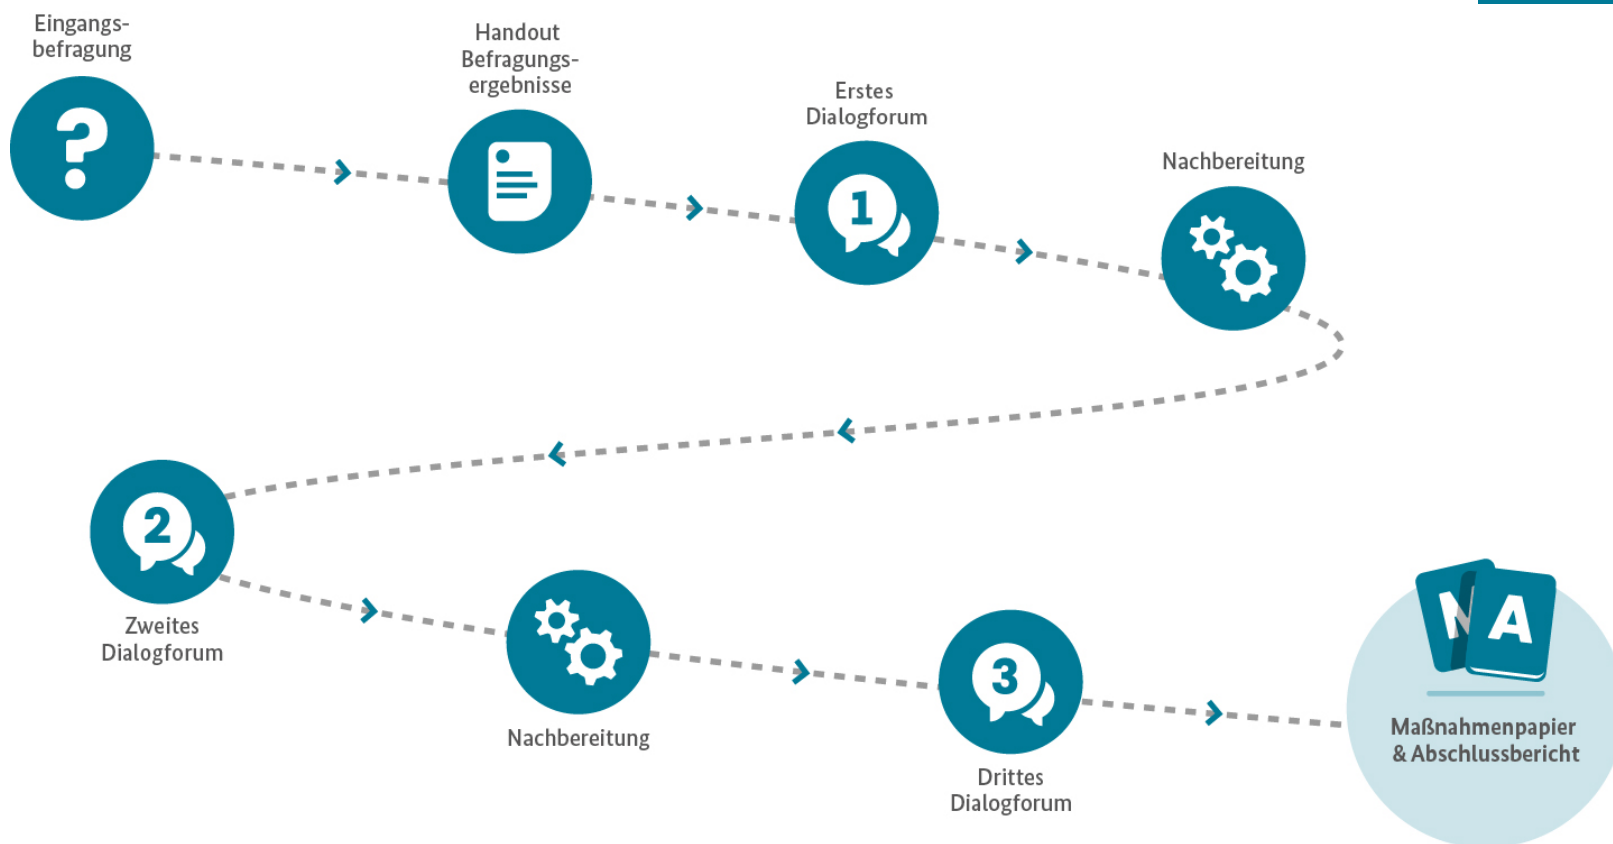 Eingangs-
befragung
?
Handout
Befragungs-
ergebnisse
Erstes
Dialogforum
1
Nachbereitung
2
Zweites
Dialogforum
Nachbereitung
3
Drittes
Dialogforum
M A
Maßnahmenpapier
& Abschlussbericht